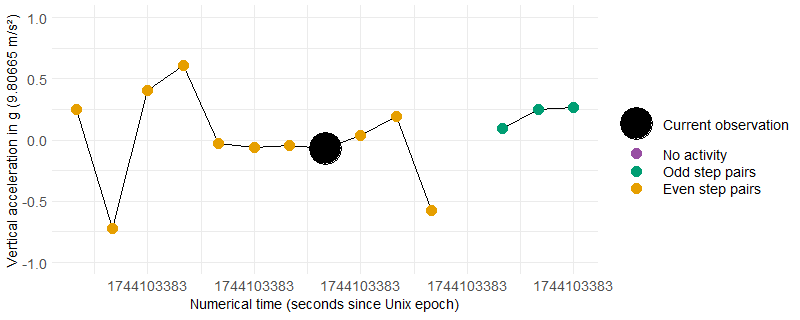 Vertical acceleration in g (9.80665 m/s²)
1.0
0.5
0.0
-0.5
-1.0
1744103383 1744103383 1744103383 1744103383 1744103383
Numerical time (seconds since Unix epoch)
Current observation
No activity
Odd step pairs
Even step pairs